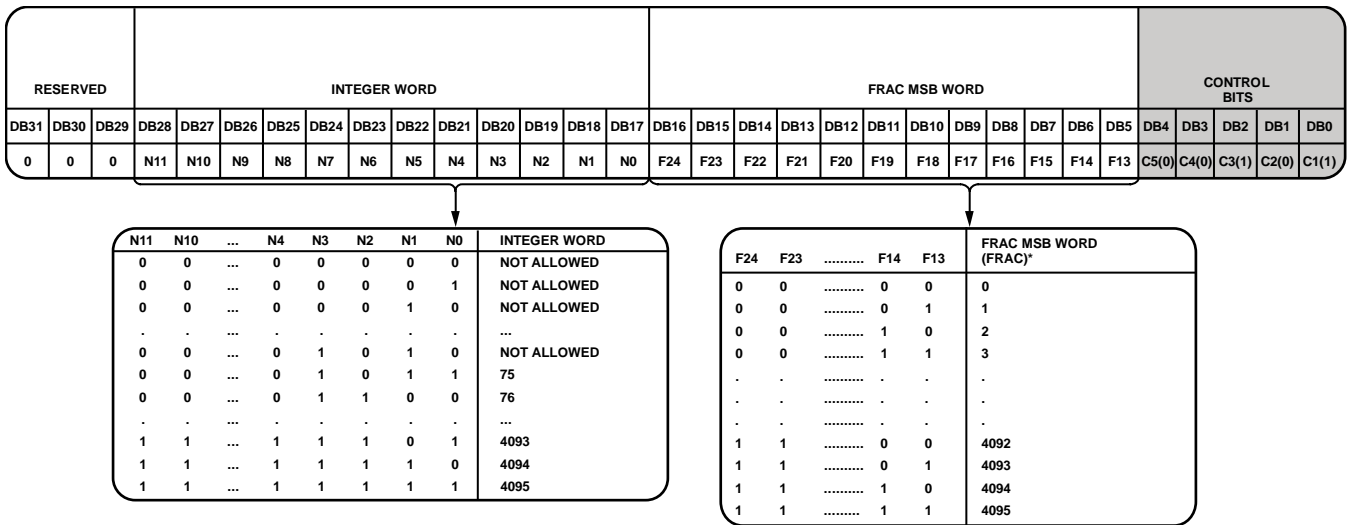 RESERVED INTEGER WORD FRAC MSB WORD CONTROL BITS
DB31 DB30 DB29 DB28 DB27 DB26 DB25 DB24 DB23 DB22 DB21 DB20 DB19 DB18 DB17 DB16 DB15 DB14 DB13 DB12 DB11 DB10 DB9 DB8 DB7 DB6 DB5 DB4 DB3 DB2 DB1 DB0
0 0 0 N11 N10 N9 N8 N7 N6 N5 N4 N3 N2 N1 N0 F24 F23 F22 F21 F20 F19 F18 F17 F16 F15 F14 F13 C5(0) C4(0) C3(1) C2(0) C1(1)
N11 N10 ... N4 N3 N2 N1 N0 INTEGER WORD
0 0 ... 0 0 0 0 0 NOT ALLOWED
0 0 ... 0 0 0 0 1 NOT ALLOWED
0 0 ... 0 0 0 1 0 NOT ALLOWED
. . ... . . . . . ...
0 0 ... 0 1 0 1 0 NOT ALLOWED
0 0 ... 0 1 0 1 1 75
0 0 ... 0 1 1 0 0 76
. . ... . . . . . ...
1 1 ... 1 1 1 0 1 4093
1 1 ... 1 1 1 1 0 4094
1 1 ... 1 1 1 1 1 4095
F24 F23 .......... F14 F13 FRAC MSB WORD (FRAC)*
0 0 .......... 0 0 0
0 0 .......... 0 1 1
0 0 .......... 1 0 2
0 0 .......... 1 1 3
. . .......... . . .
. . .......... . . .
. . .......... . . .
1 1 .......... 0 0 4092
1 1 .......... 0 1 4093
1 1 .......... 1 0 4094
1 1 ......... 1 1 4095